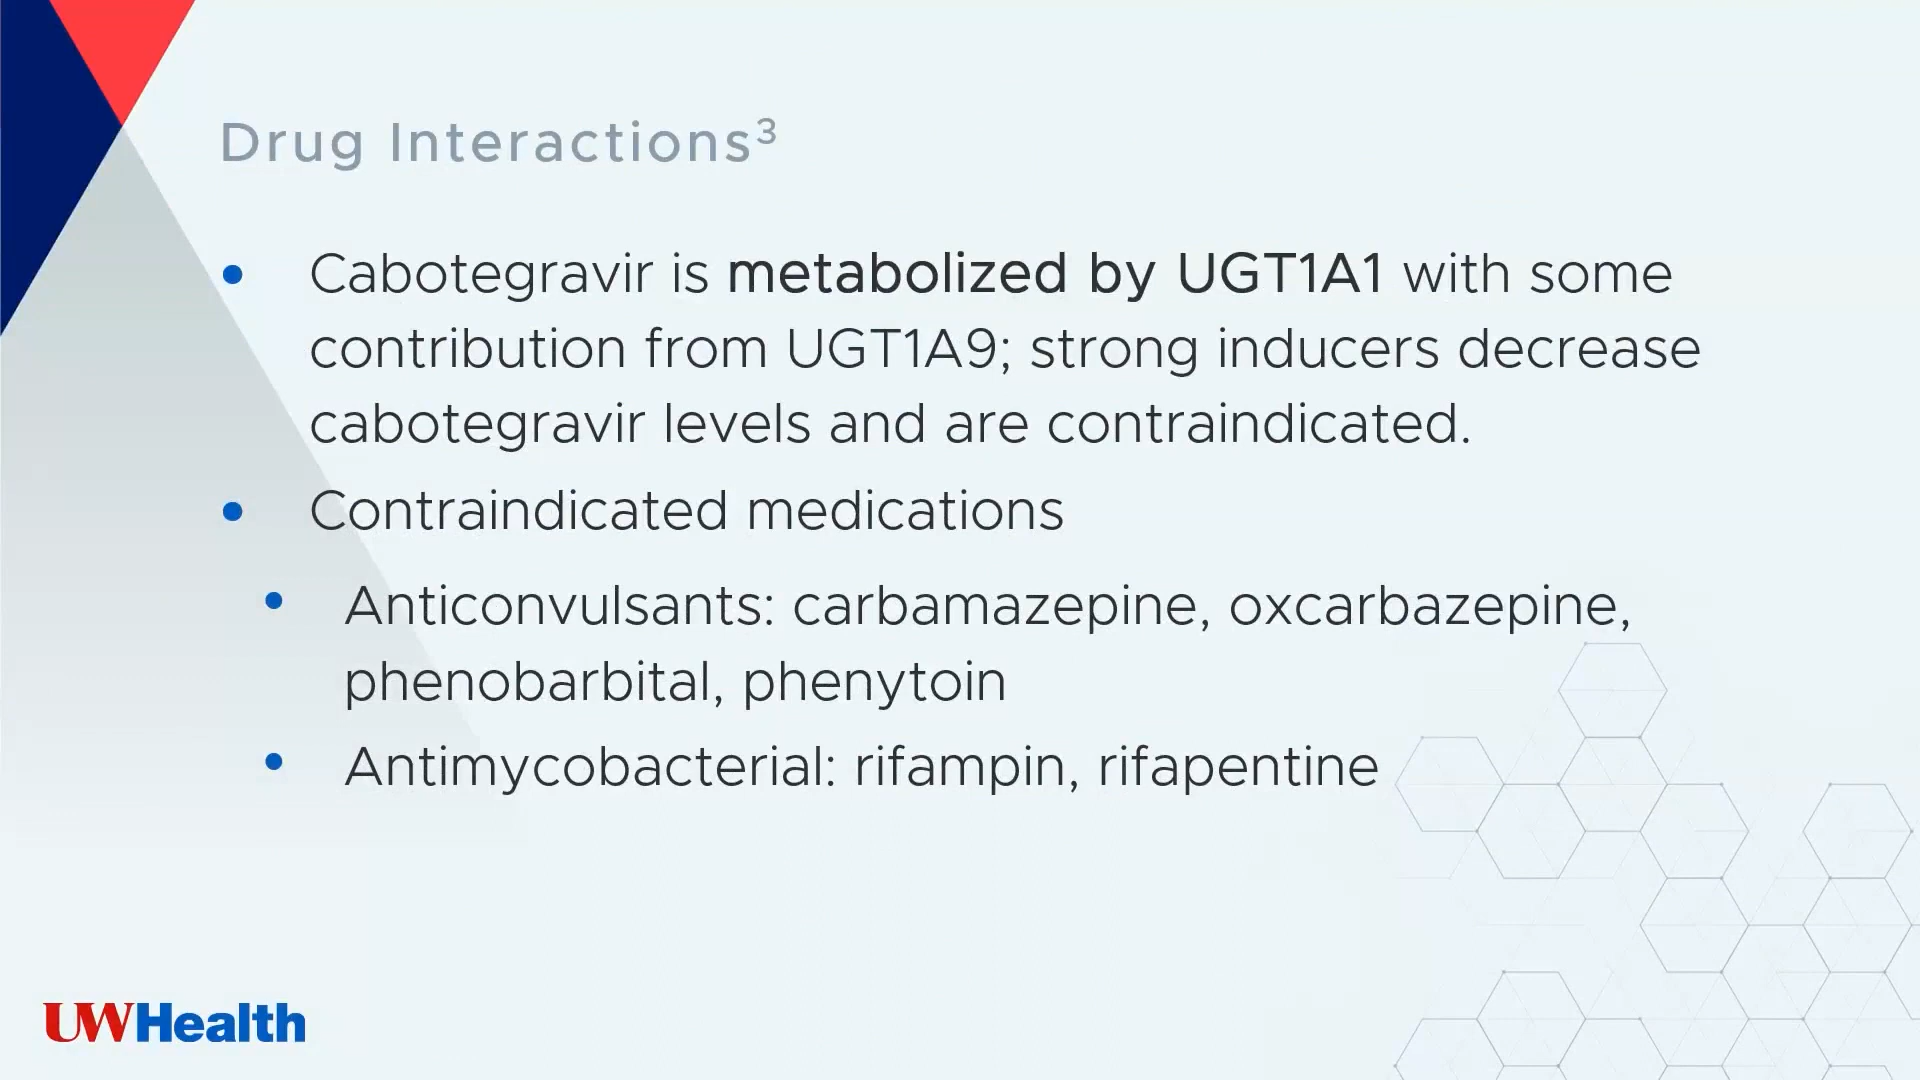 Drug Interactions³
• Cabotegravir is metabolized by UGT1A1 with some
contribution from UGT1A9; strong inducers decrease
cabotegravir levels and are contraindicated.
• Contraindicated medications
• Anticonvulsants: carbamazepine, oxcarbazepine,
phenobarbital, phenytoin
• Antimycobacterial: rifampin, rifapentine
UWHealth